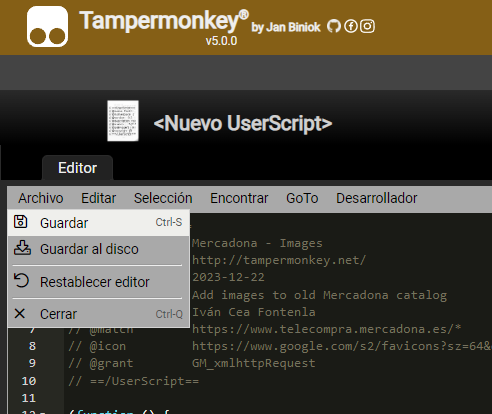 Tampermonkey® by Jan Biniok
v5.0.0
<Nuevo UserScript>
Editor
Archivo Editar Selección Encontrar GoTo Desarrollador
Guardar Ctrl-S
Guardar al disco
Restablecer editor
Cerrar Ctrl-Q
Mercadona - Images
http://tampermonkey.net/
2023-12-22
Add images to old Mercadona catalog
Iván Cea Fontenla
7 // @match https://www.telecompra.mercadona.es/*
8 // @icon https://www.google.com/s2/favicons?sz=64&
9 // @grant GM_xmlhttpRequest
10 // ==/UserScript==
11
(function () {